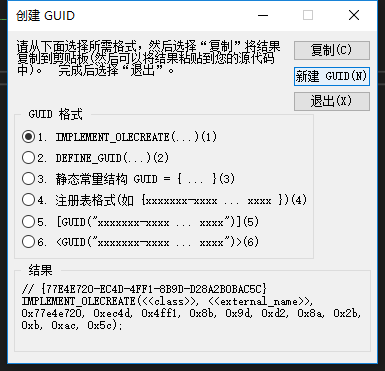 创建 GUID
请从下面选择所需格式，然后选择“复制”将结果
复制到剪贴板(然后可以将结果粘贴到您的源代码
中)。 完成后选择“退出”。
复制(C)
新建 GUID(N)
退出(X)
GUID 格式
1. IMPLEMENT_OLECREATE(...)(1)
2. DEFINE_GUID(...)(2)
3. 静态常量结构 GUID = { ... }(3)
4. 注册表格式(如 {xxxxxxx-xxxx ... xxxx })(4)
5. [GUID("xxxxxxx-xxxx ... xxxx")](5)
6. <GUID("xxxxxxx-xxxx ... xxxx")>(6)
结果
// {77E4E720-EC4D-4FF1-8B9D-D28A2B0BAC5C}
IMPLEMENT_OLECREATE(<<class>>, <<external_name>>,
0x77e4e720, 0xec4d, 0x4ff1, 0x8b, 0x9d, 0xd2, 0x8a, 0x2b,
0xb, 0xac, 0x5c);